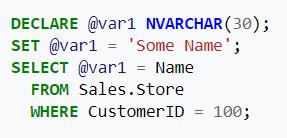 DECLARE @var1 NVARCHAR(30);
SET @var1 = 'Some Name';
SELECT @var1 = Name
FROM Sales.Store
WHERE CustomerID = 100;